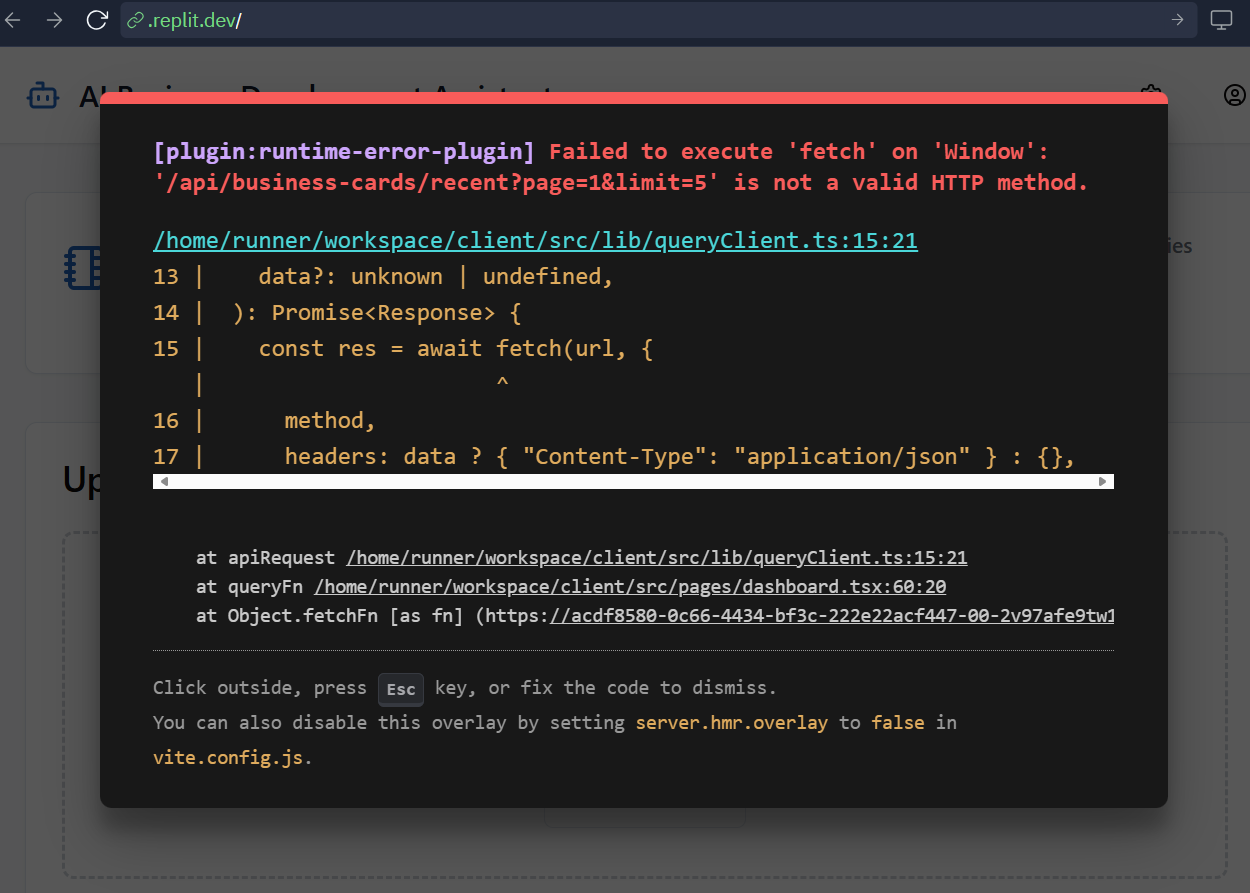 .replit.dev/
[plugin:runtime-error-plugin] Failed to execute 'fetch' on 'Window':
'/api/business-cards/recent?page=1&limit=5' is not a valid HTTP method.
/home/runner/workspace/client/src/lib/queryClient.ts:15:21
13 |    data?: unknown | undefined,
14 |  ): Promise<Response> {
15 |    const res = await fetch(url, {
   |                      ^
16 |      method,
17 |      headers: data ? { "Content-Type": "application/json" } : {},
Up
at apiRequest /home/runner/workspace/client/src/lib/queryClient.ts:15:21
at queryFn /home/runner/workspace/client/src/pages/dashboard.tsx:60:20
at Object.fetchFn [as fn] (https://acdf8580-0c66-4434-bf3c-222e22acf447-00-2v97afe9tw1
Click outside, press Esc key, or fix the code to dismiss.
You can also disable this overlay by setting server.hmr.overlay to false in
vite.config.js.